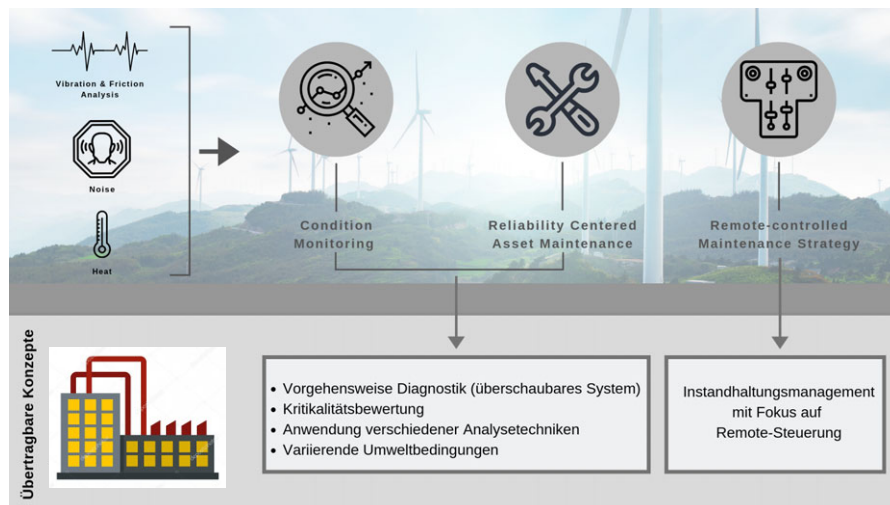 Vibration & Friction
Analysis
Noise
Heat
Condition
Monitoring
Reliability Centered
Asset Maintenance
Remote-controlled
Maintenance Strategy
Übertragbare Konzepte
• Vorgehensweise Diagnostik (überschaubares System)
• Kritikalitätsbewertung
• Anwendung verschiedener Analysetechniken
• Variierende Umweltbedingungen
Instandhaltungsmanagement
mit Fokus auf
Remote-Steuerung